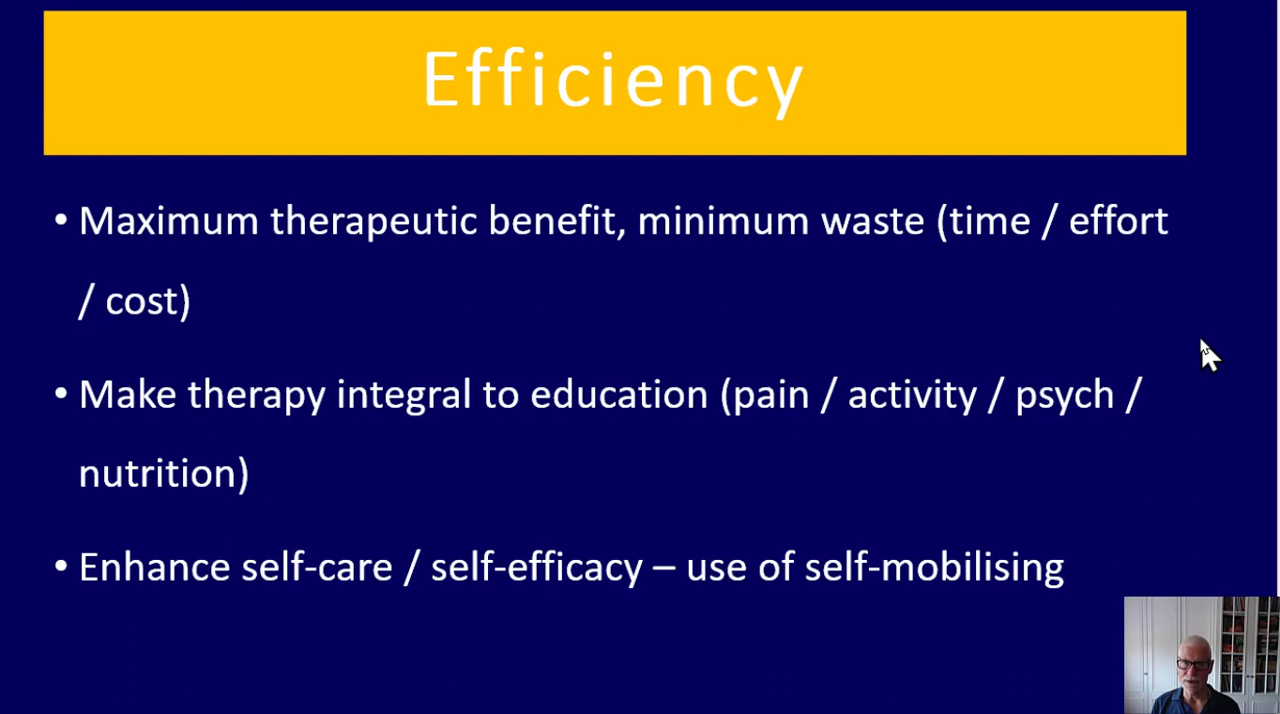 Efficiency
• Maximum therapeutic benefit, minimum waste (time / effort
/ cost)
• Make therapy integral to education (pain / activity / psych /
nutrition)
• Enhance self-care / self-efficacy – use of self-mobilising